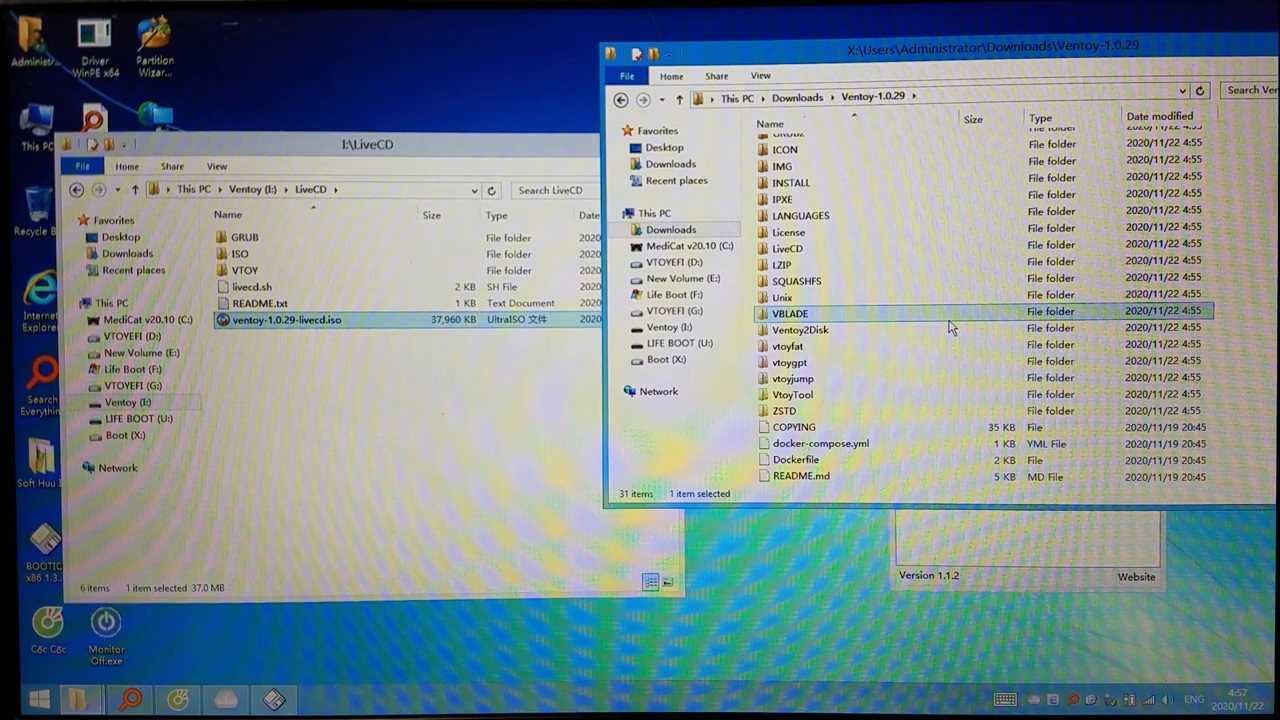 Administr...
Driver
WinPE x64
Partition
Wizar...
This PC
Recycle B
Internet
Explore
Search
Everythin
Soft Huu
BOOTIC
x86 1.3...
Cốc Cốc
Monitor
Off.exe
I:\LiveCD
File Home Share View
This PC Ventoy (I:) LiveCD
Search LiveCD
Name Size Type Date
Favorites
Desktop
Downloads
Recent places
This PC
MediCat v20.10 (C:)
VTOYEFI (D:)
New Volume (E:)
Life Boot (F:)
VTOYEFI (G:)
Ventoy (I:)
LIFE BOOT (U:)
Boot (X:)
Network
GRUB File folder 2020
ISO File folder 2020
VTOY File folder 2020
livecd.sh 2 KB SH File 2020
README.txt 1 KB Text Document 2020
ventoy-1.0.29-livecd.iso 37,960 KB UltraISO 文件 2020
6 items 1 item selected 37.0 MB
X:\Users\Administrator\Downloads\Ventoy-1.0.29
File Home Share View
This PC Downloads Ventoy-1.0.29
Search Ver
Name Size Type Date modified
Favorites
Desktop
Downloads
Recent places
This PC
Downloads
MediCat v20.10 (C:)
VTOYEFI (D:)
New Volume (E:)
Life Boot (F:)
VTOYEFI (G:)
Ventoy (I:)
LIFE BOOT (U:)
Boot (X:)
Network
GRUB2 File folder 2020/11/22 4:55
ICON File folder 2020/11/22 4:55
IMG File folder 2020/11/22 4:55
INSTALL File folder 2020/11/22 4:55
IPXE File folder 2020/11/22 4:55
LANGUAGES File folder 2020/11/22 4:55
License File folder 2020/11/22 4:55
LiveCD File folder 2020/11/22 4:55
LZIP File folder 2020/11/22 4:55
SQUASHFS File folder 2020/11/22 4:55
Unix File folder 2020/11/22 4:55
VBLADE File folder 2020/11/22 4:55
Ventoy2Disk File folder 2020/11/22 4:55
vtoyfat File folder 2020/11/22 4:55
vtoygpt File folder 2020/11/22 4:55
vtoyjump File folder 2020/11/22 4:55
VtoyTool File folder 2020/11/22 4:55
ZSTD File folder 2020/11/22 4:55
COPYING 35 KB File 2020/11/19 20:45
docker-compose.yml 1 KB YML File 2020/11/19 20:45
Dockerfile 2 KB File 2020/11/19 20:45
README.md 5 KB MD File 2020/11/19 20:45
31 items 1 item selected
Version 1.1.2 Website
ENG
4:57
2020/11/22